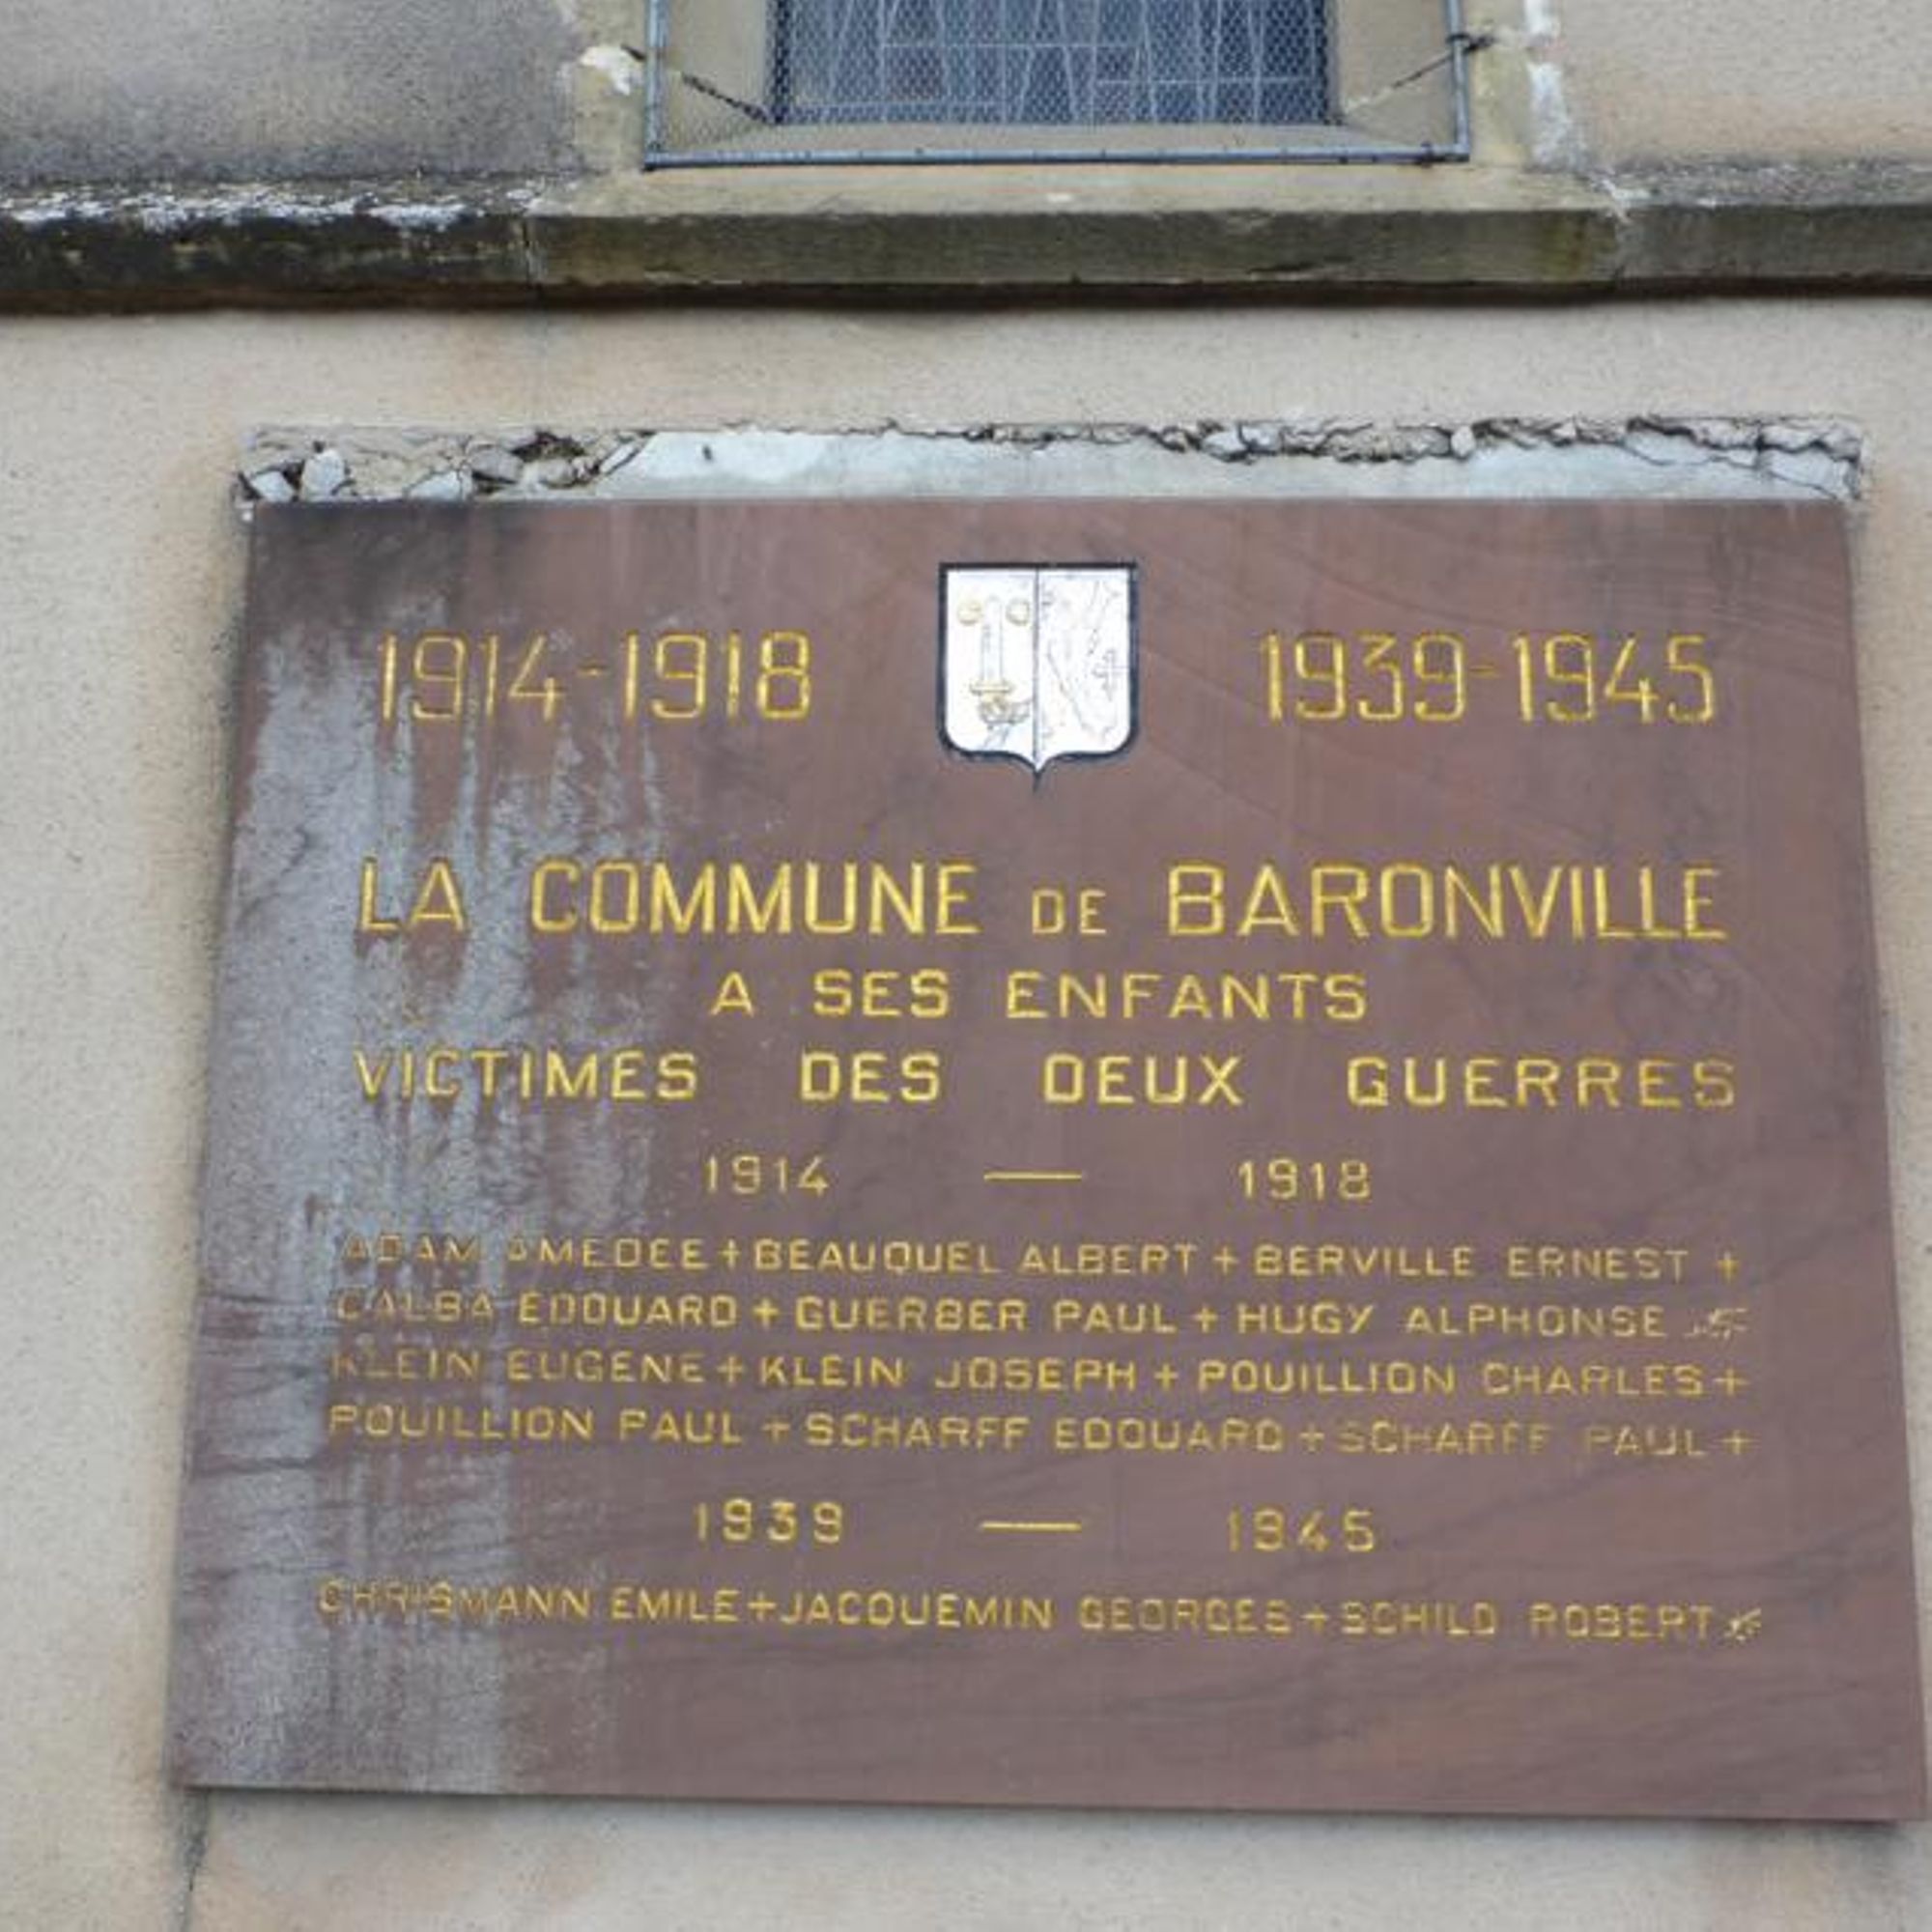 1914-1918 1939-1945
LA COMMUNE DE BARONVILLE
A SES ENFANTS
VICTIMES DES DEUX GUERRES
1914 — 1918
ADAM AMEDEE + BEAUQUEL ALBERT + BERVILLE ERNEST +
CALBA EDOUARD + GUERBER PAUL + HUGY ALPHONSE +
KLEIN EUGENE + KLEIN JOSEPH + POUILLION CHARLES +
POUILLION PAUL + SCHARFF EDOUARD + SCHARFF PAUL +
1939 — 1945
CHRISMANN EMILE + JACQUEMIN GEORGES + SCHILD ROBERT +